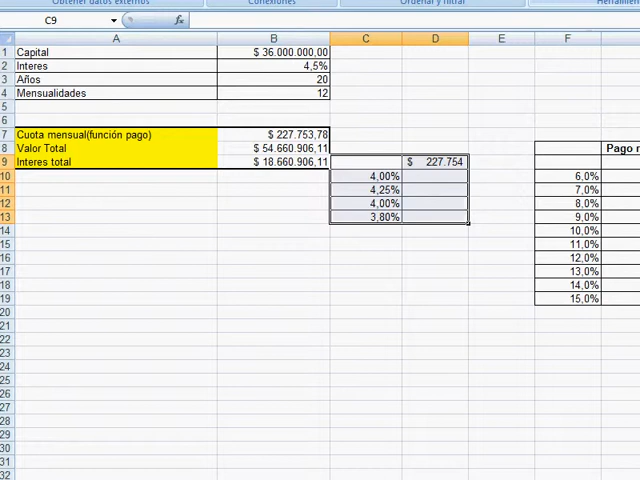 Obtener datos externos Conexiones Ordenar y filtrar Herramien
C9 fx
A B C D E F
1 Capital $ 36.000.000,00
2 Interes 4,5%
3 Años 20
4 Mensualidades 12
5
6
7 Cuota mensual(función pago) $ 227.753,78
8 Valor Total $ 54.660.906,11 Pago m
9 Interes total $ 18.660.906,11 $ 227.754
10 4,00% 6,0%
11 4,25% 7,0%
12 4,00% 8,0%
13 3,80% 9,0%
14 10,0%
15 11,0%
16 12,0%
17 13,0%
18 14,0%
19 15,0%
20
21
22
23
24
25
26
27
28
29
30
31
32